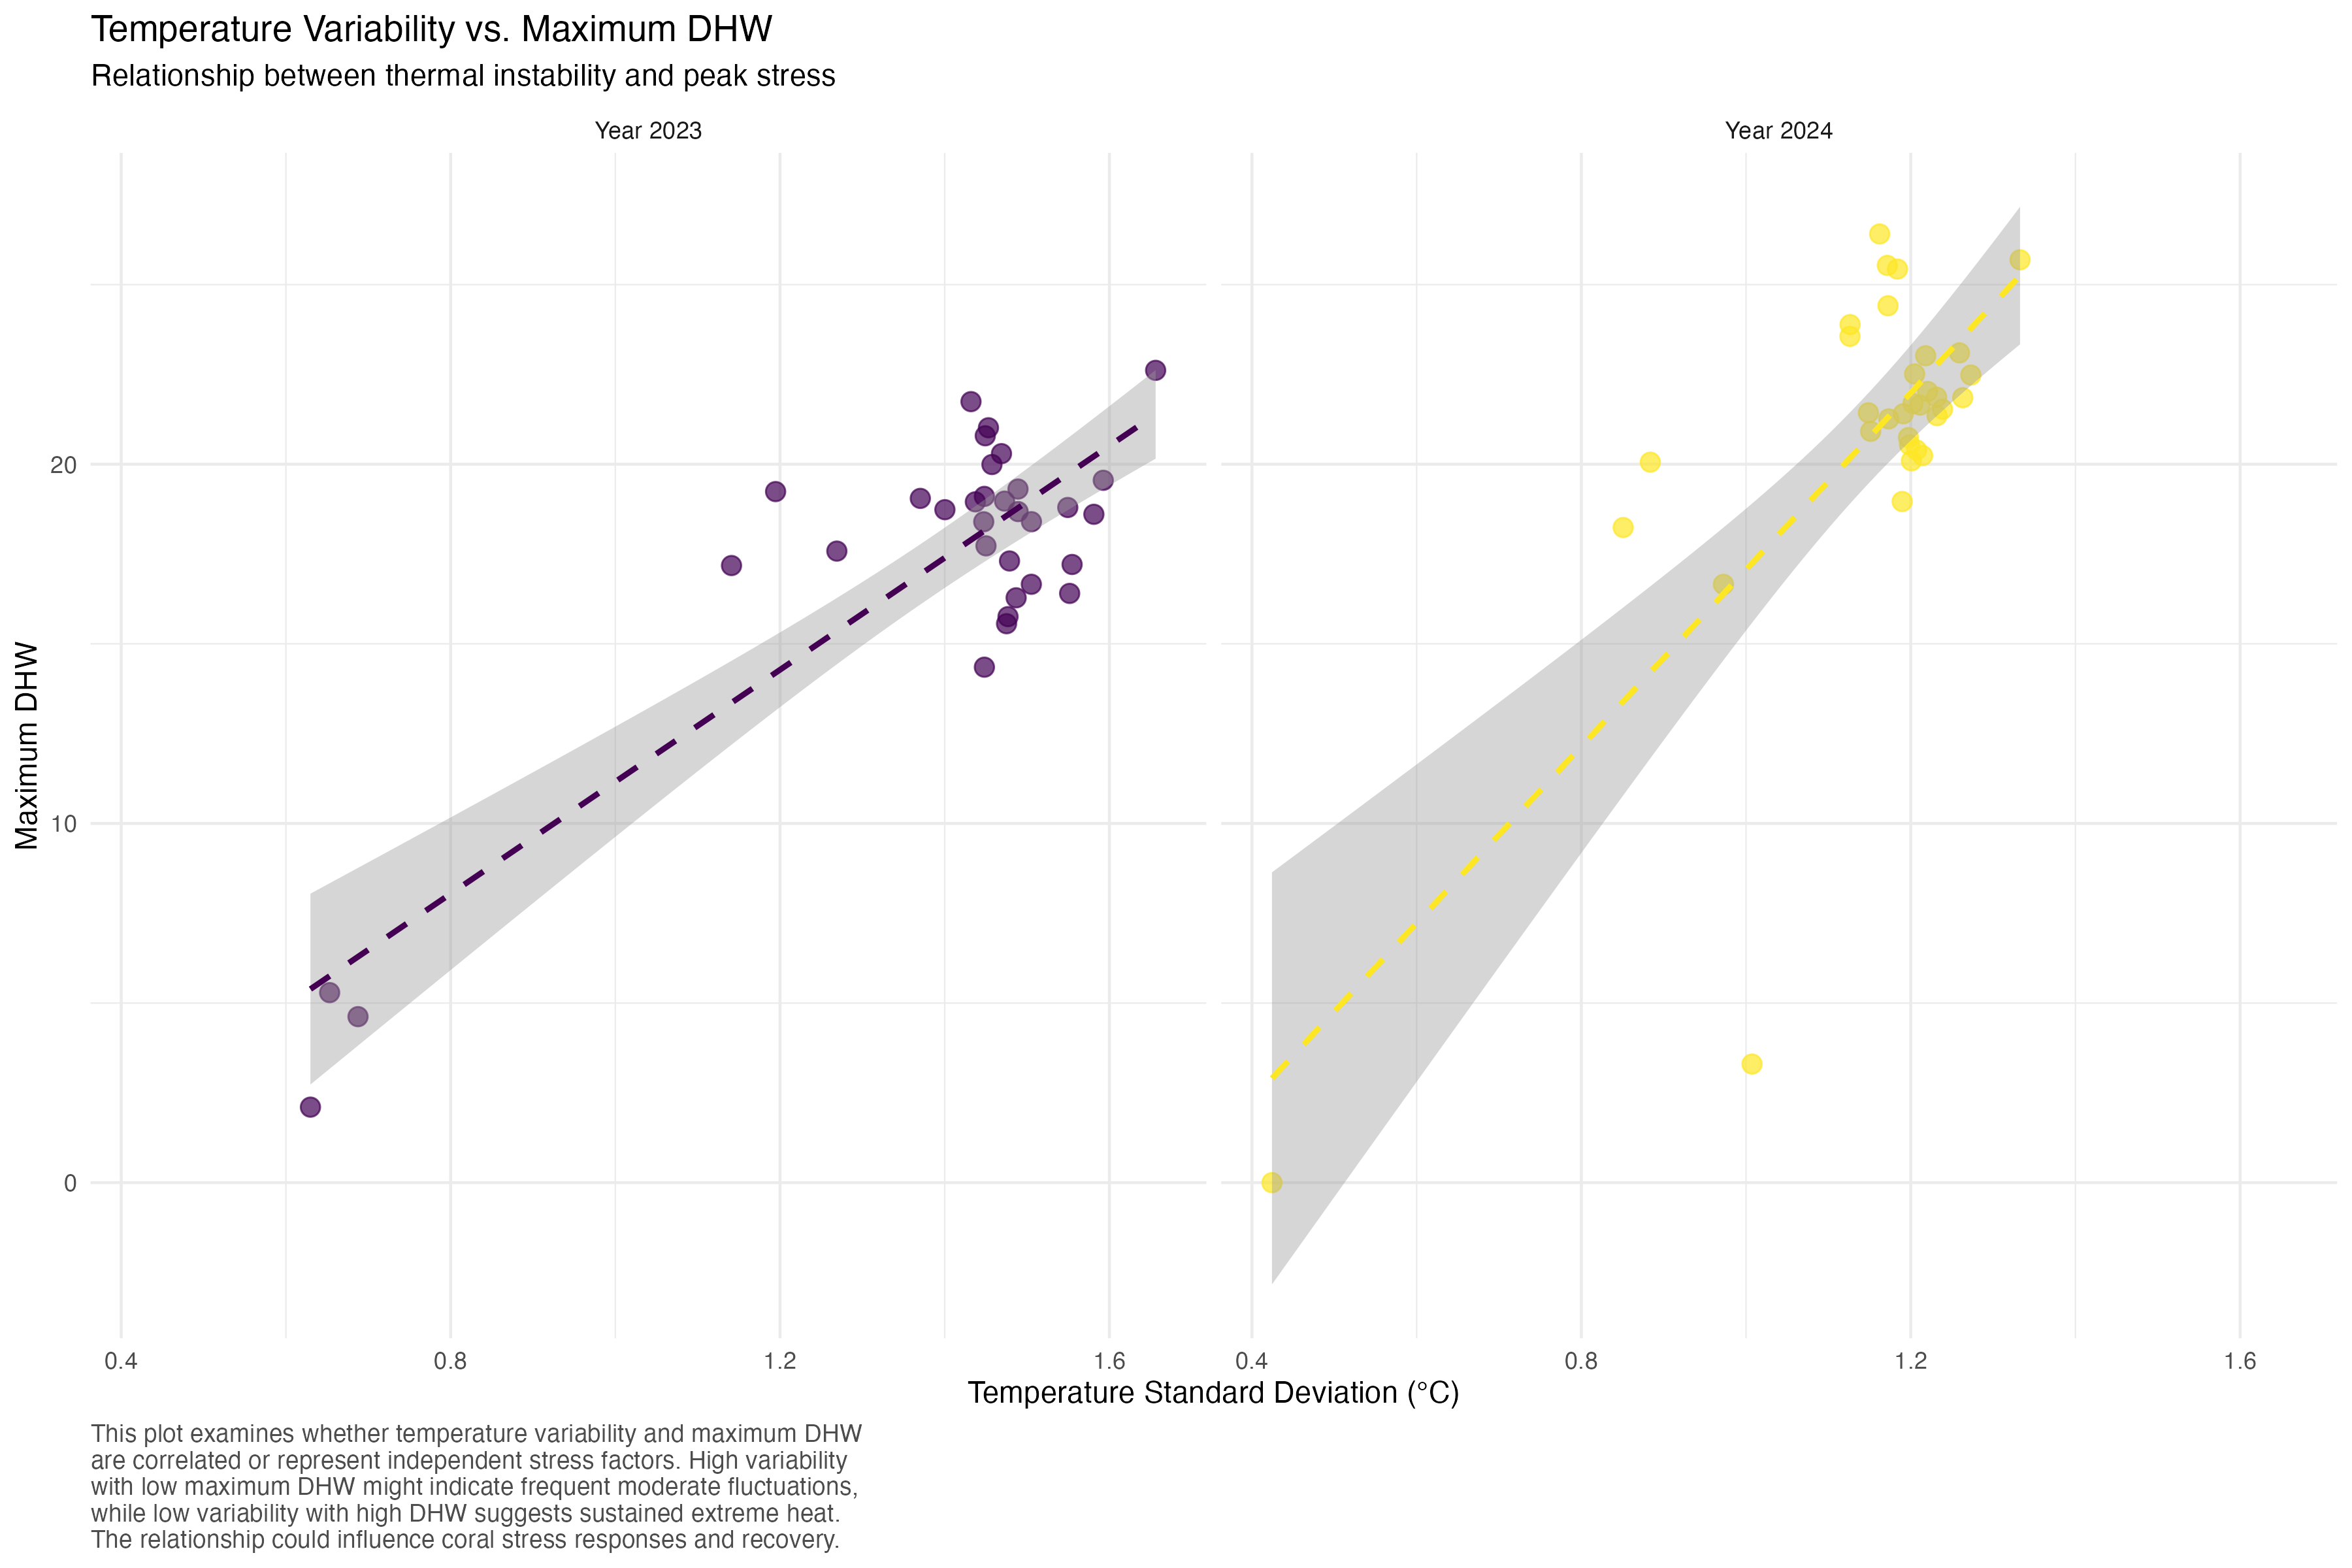 Temperature Variability vs. Maximum DHW
Relationship between thermal instability and peak stress
Year 2023
Year 2024
Maximum DHW
20
10
0
0.4
0.8
1.2
1.6
0.4
0.8
1.2
1.6
Temperature Standard Deviation (°C)
This plot examines whether temperature variability and maximum DHW
are correlated or represent independent stress factors. High variability
with low maximum DHW might indicate frequent moderate fluctuations,
while low variability with high DHW suggests sustained extreme heat.
The relationship could influence coral stress responses and recovery.